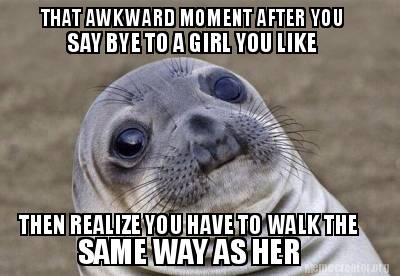 THAT AWKWARD MOMENT AFTER YOU
SAY BYE TO A GIRL YOU LIKE
THEN REALIZE YOU HAVE TO WALK THE
SAME WAY AS HER
Memecreator.org